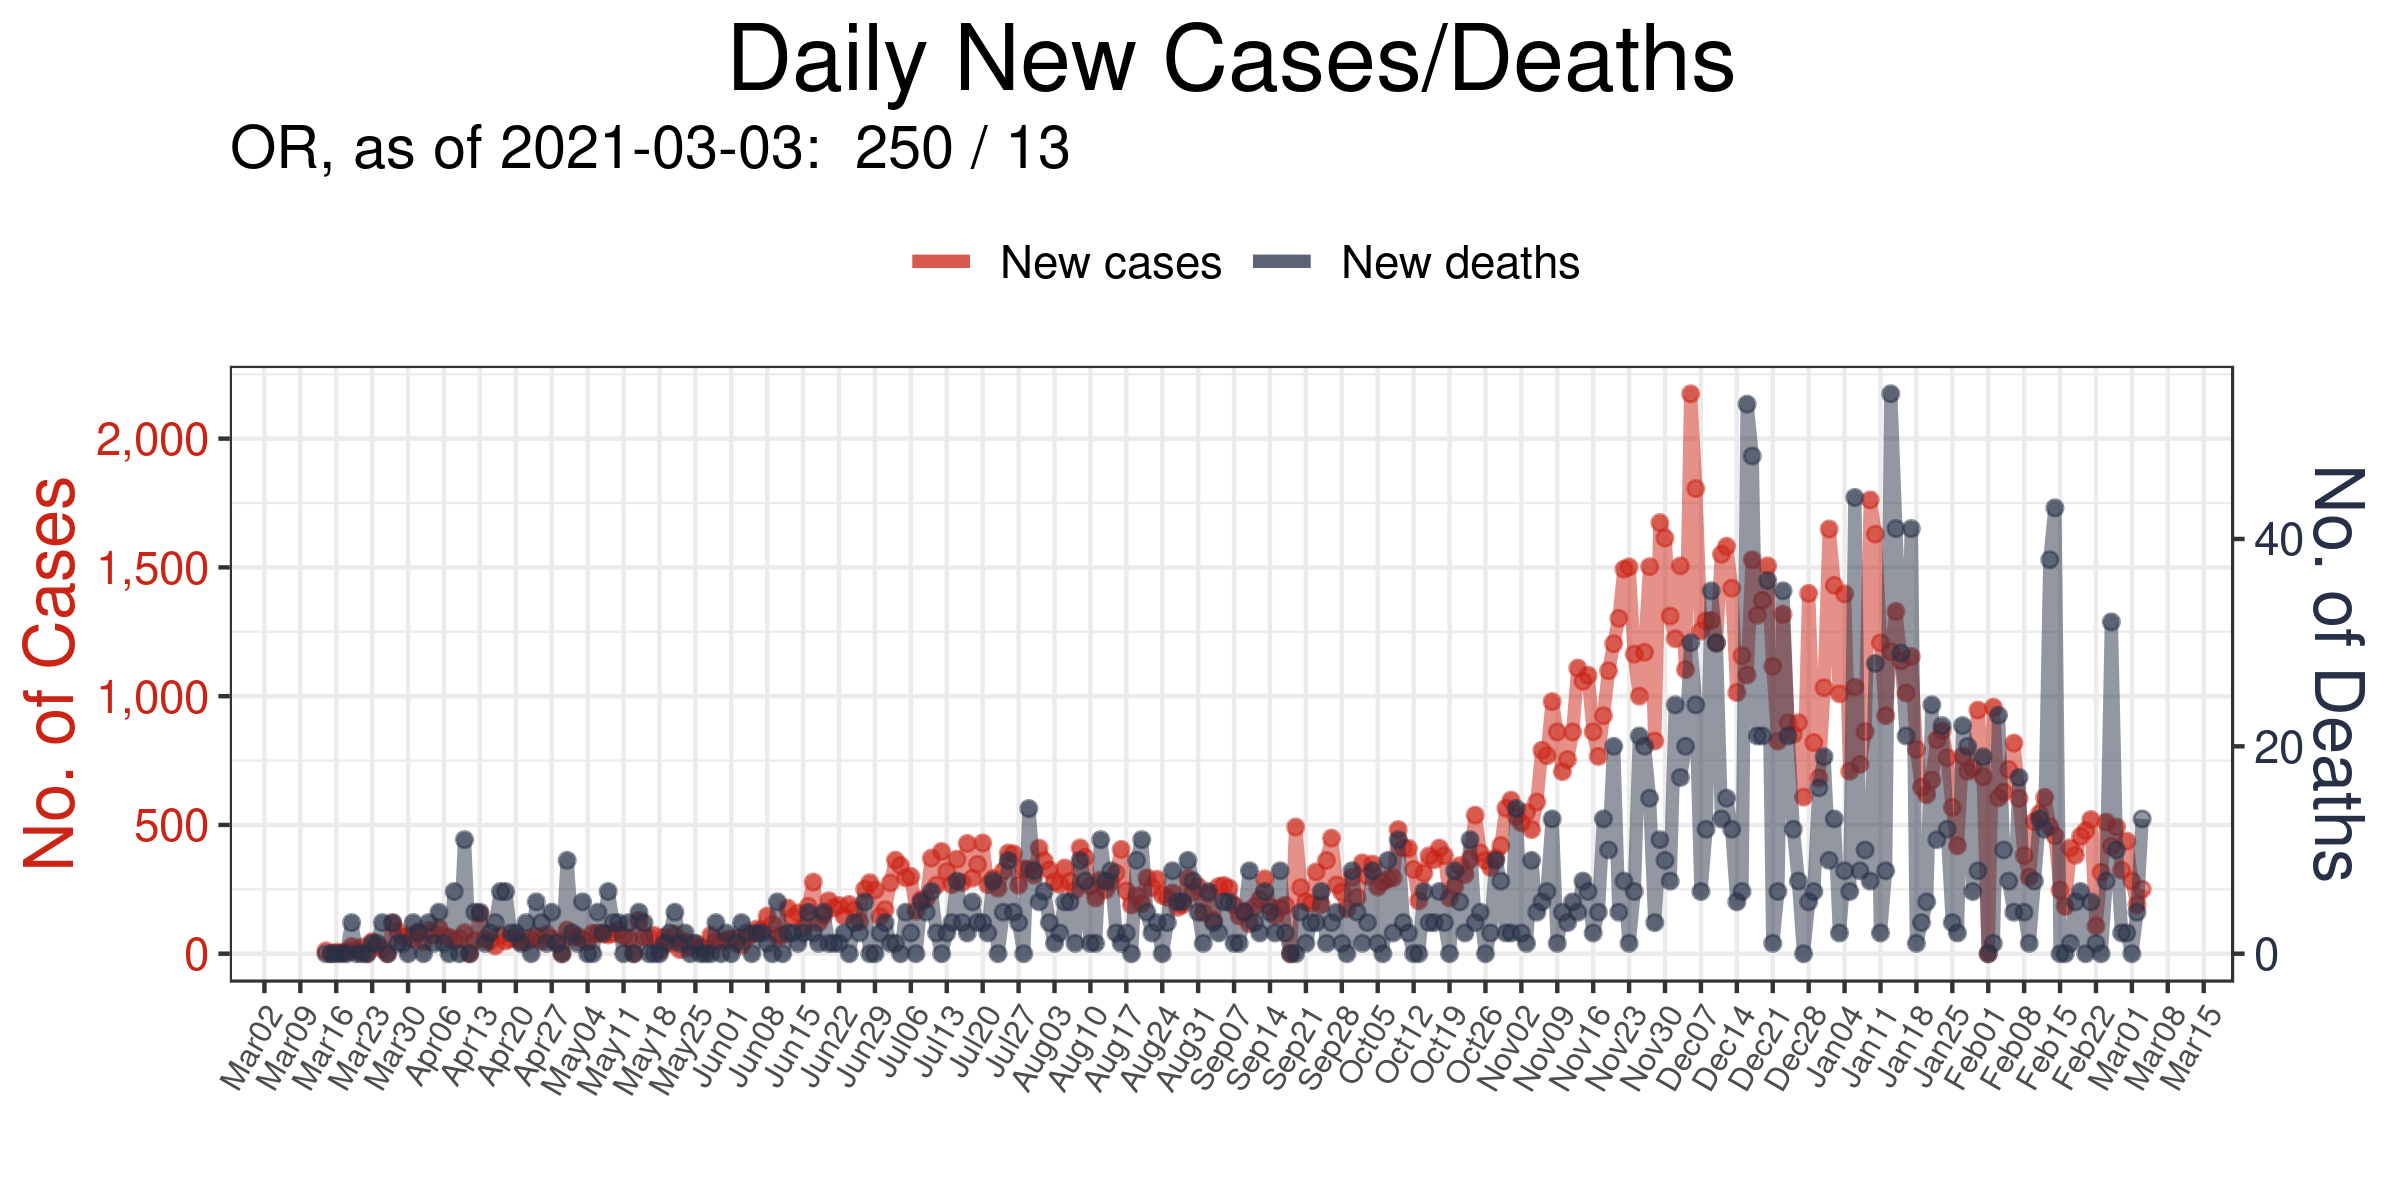 Daily New Cases/Deaths
OR, as of 2021-03-03:  250 / 13
New cases
New deaths
No. of Cases
2,000
1,500
1,000
500
0
40
20
0
No. of Deaths
Mar02
Mar09
Mar16
Mar23
Mar30
Apr06
Apr13
Apr20
Apr27
May04
May11
May18
May25
Jun01
Jun08
Jun15
Jun22
Jun29
Jul06
Jul13
Jul20
Jul27
Aug03
Aug10
Aug17
Aug24
Aug31
Sep07
Sep14
Sep21
Sep28
Oct05
Oct12
Oct19
Oct26
Nov02
Nov09
Nov16
Nov23
Nov30
Dec07
Dec14
Dec21
Dec28
Jan04
Jan11
Jan18
Jan25
Feb01
Feb08
Feb15
Feb22
Mar01
Mar08
Mar15